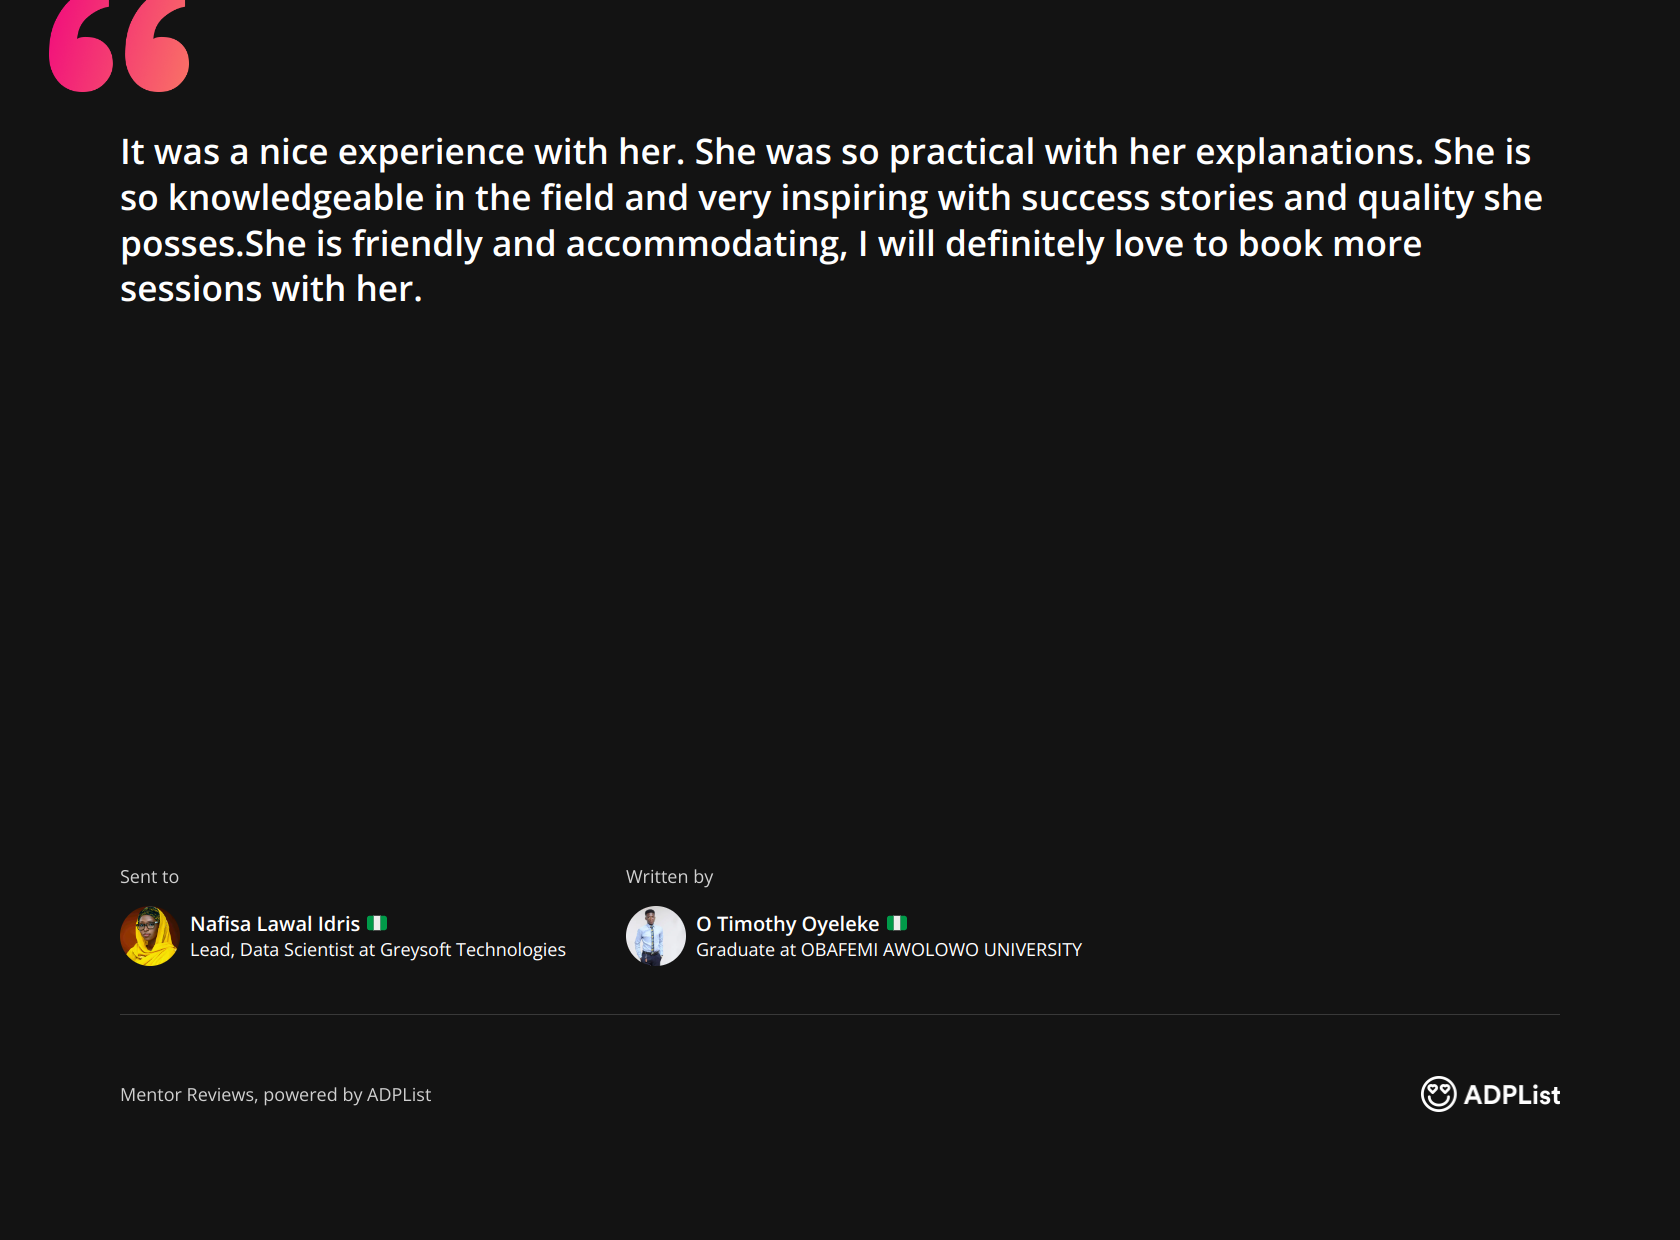 It was a nice experience with her. She was so practical with her explanations. She is
so knowledgeable in the field and very inspiring with success stories and quality she
posses.She is friendly and accommodating, I will definitely love to book more
sessions with her.
Sent to
Nafisa Lawal Idris
Lead, Data Scientist at Greysoft Technologies
Written by
O Timothy Oyeleke
Graduate at OBAFEMI AWOLOWO UNIVERSITY
Mentor Reviews, powered by ADPList
ADPList